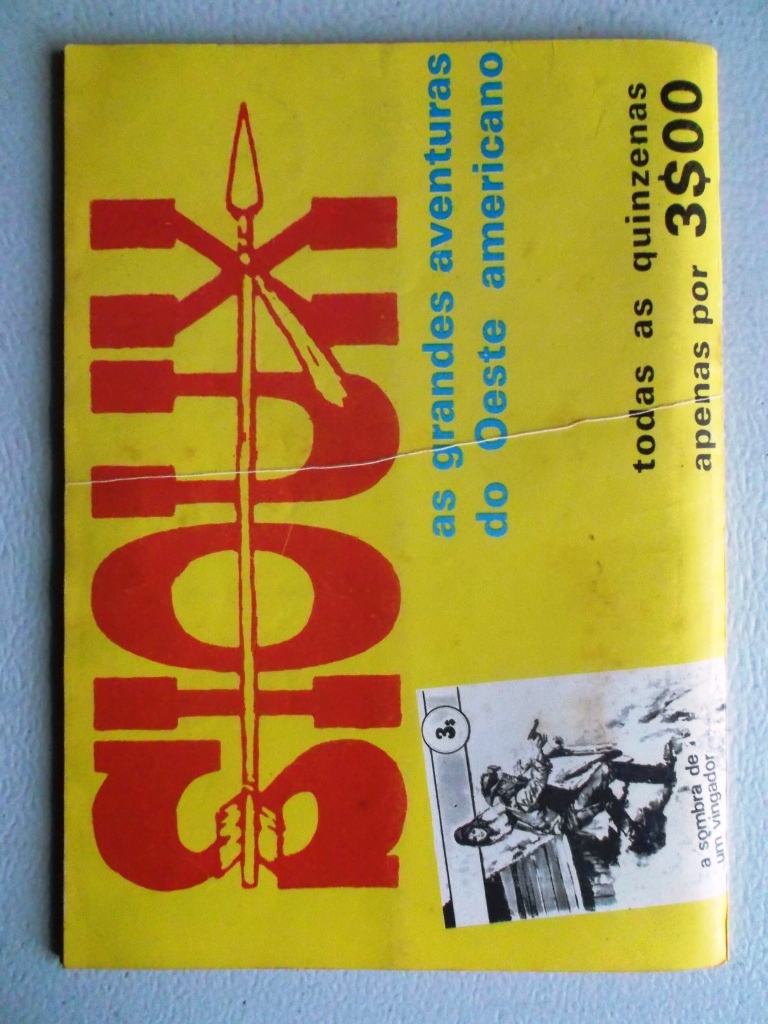 SIOUX
as grandes aventuras
do Oeste americano
todas as quinzenas
apenas por 3$00
3$
a sombra de
um vingador